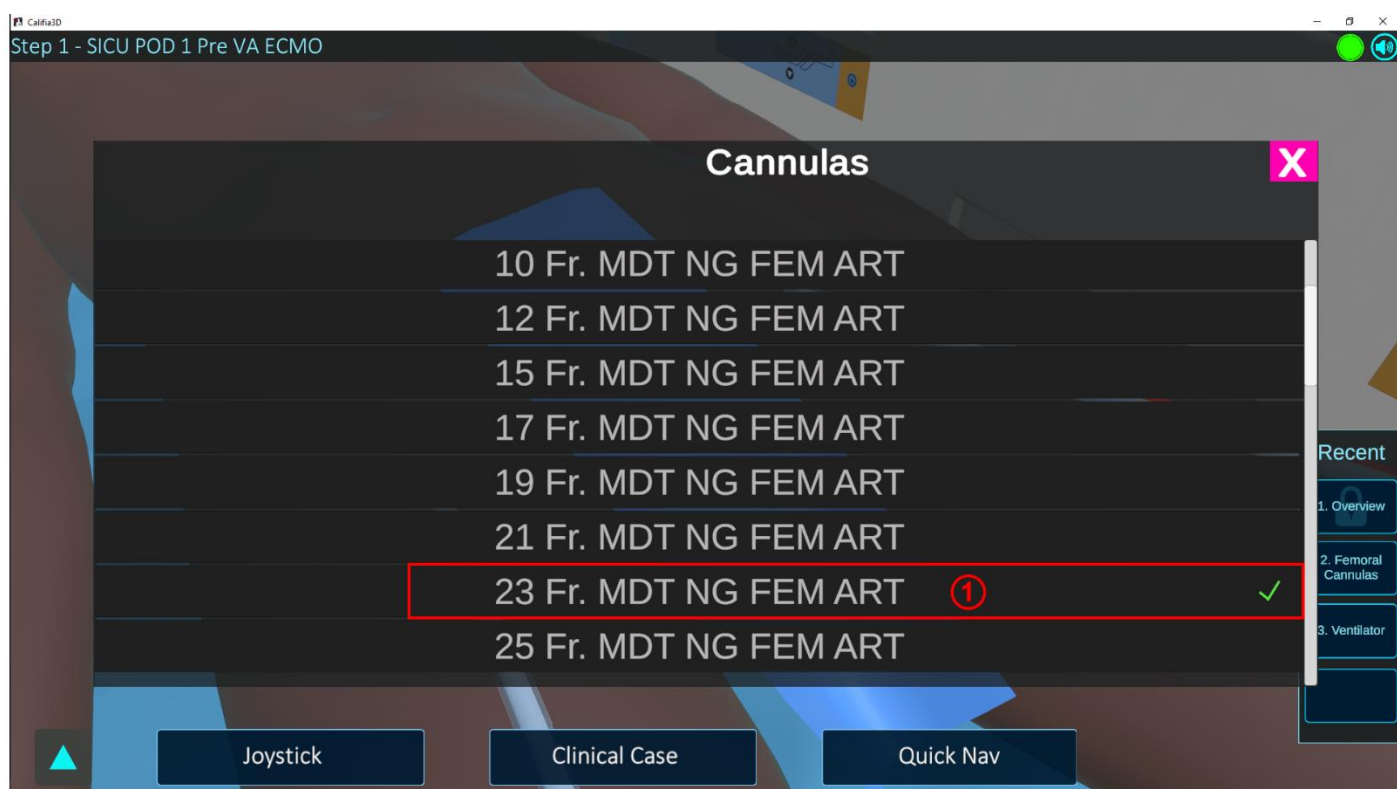 Califia3D
Step 1 - SICU POD 1 Pre VA ECMO
Cannulas
X
10 Fr. MDT NG FEM ART
12 Fr. MDT NG FEM ART
15 Fr. MDT NG FEM ART
17 Fr. MDT NG FEM ART
19 Fr. MDT NG FEM ART
21 Fr. MDT NG FEM ART
23 Fr. MDT NG FEM ART ①
25 Fr. MDT NG FEM ART
Recent
1. Overview
2. Femoral
Cannulas
3. Ventilator
Joystick
Clinical Case
Quick Nav